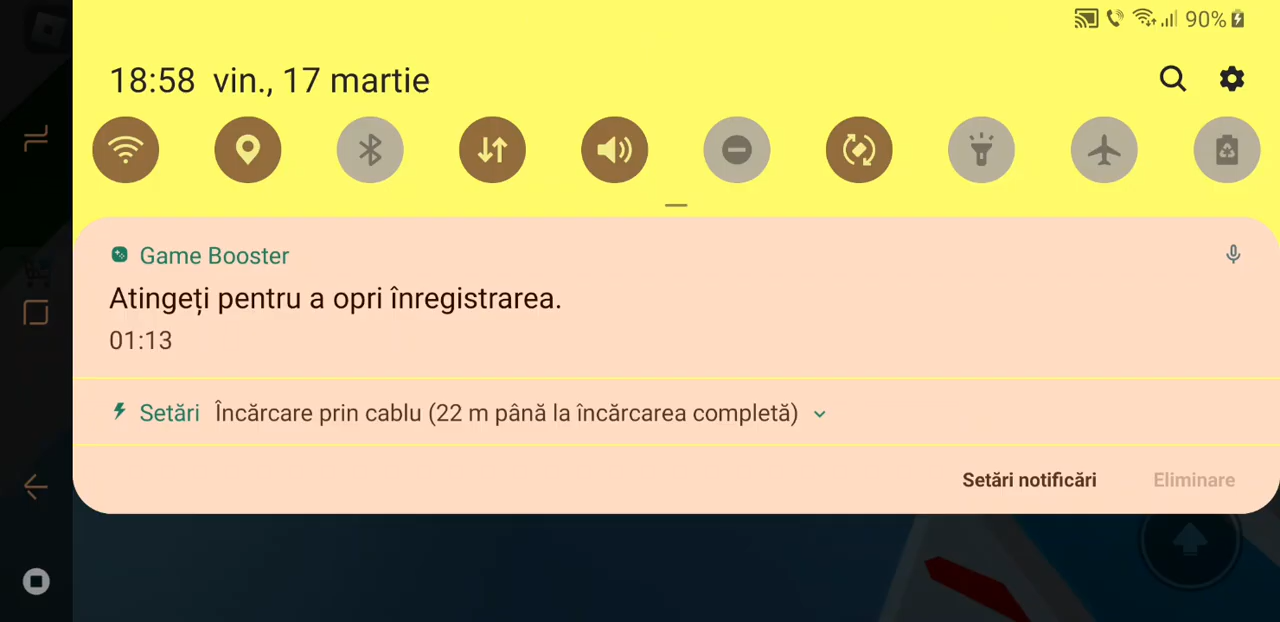 90%
18:58 vin., 17 martie
Game Booster
Atingeți pentru a opri înregistrarea.
01:13
Setări Încărcare prin cablu (22 m până la încărcarea completă)
Setări notificări Eliminare